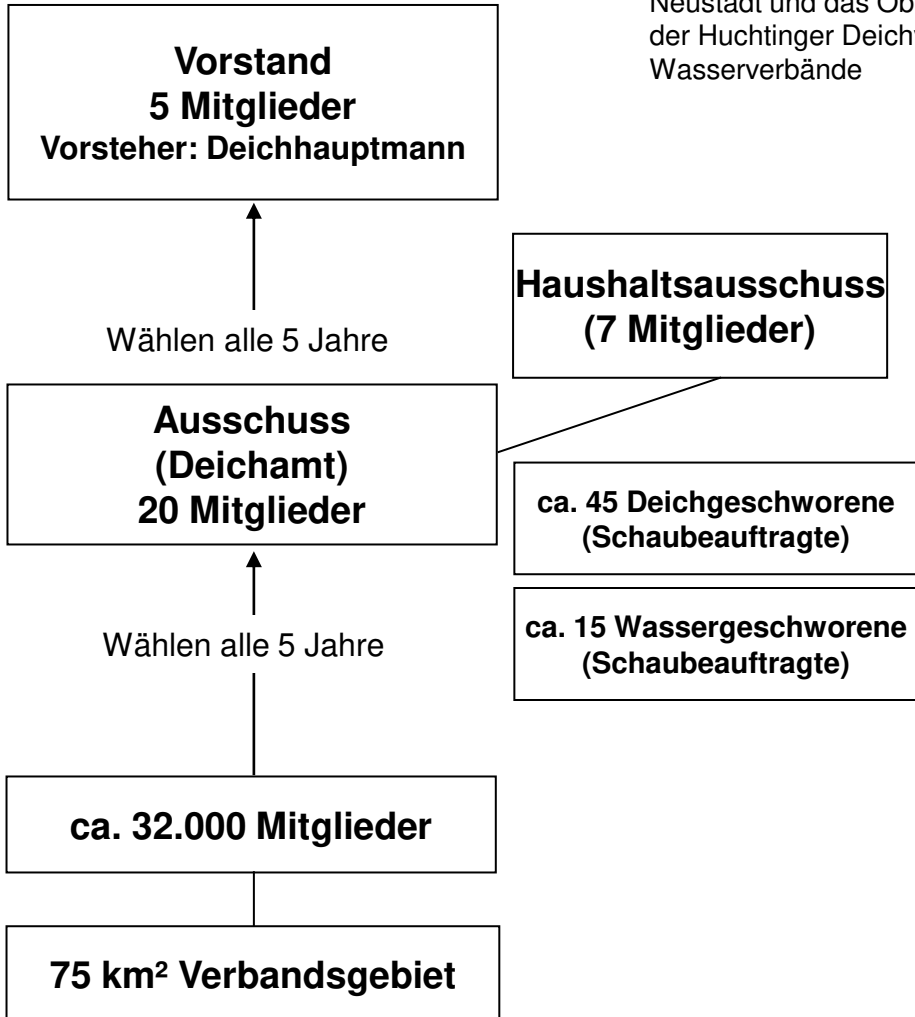 Neustadt und das
der Huchtinger
Wasserverbände
Vorstand
5 Mitglieder
Vorsteher: Deichhauptmann
Haushaltsausschuss
(7 Mitglieder)
Wählen alle 5 Jahre
Ausschuss
(Deichamt)
20 Mitglieder
ca. 45 Deichgeschworene
(Schaubeauftragte)
ca. 15 Wassergeschworene
(Schaubeauftragte)
Wählen alle 5 Jahre
ca. 32.000 Mitglieder
75 km² Verbandsgebiet